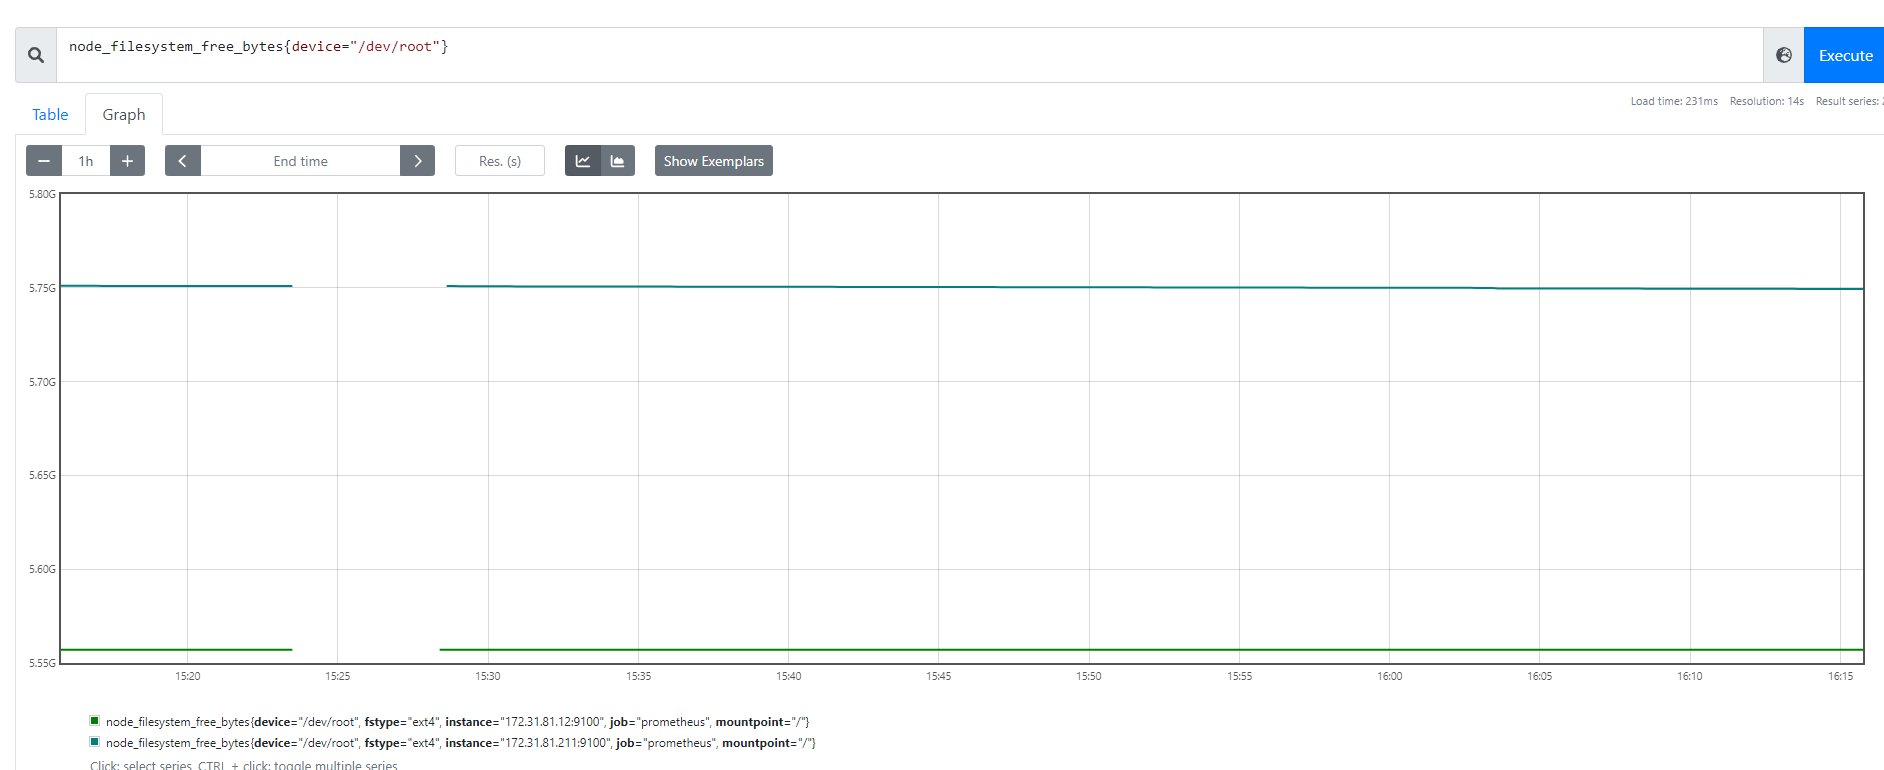 node_filesystem_free_bytes{device="/dev/root"}
Execute
Table
Graph
Load time: 231ms Resolution: 14s Result series:
1h
End time
Res. (s)
Show Exemplars
5.80G
5.75G
5.70G
5.65G
5.60G
5.55G
15:20 15:25 15:30 15:35 15:40 15:45 15:50 15:55 16:00 16:05 16:10 16:15
node_filesystem_free_bytes{device="/dev/root", fstype="ext4", instance="172.31.81.12:9100", job="prometheus", mountpoint="/"}
node_filesystem_free_bytes{device="/dev/root", fstype="ext4", instance="172.31.81.211:9100", job="prometheus", mountpoint="/"}
Click: select series, CTRL + click: toggle multiple series